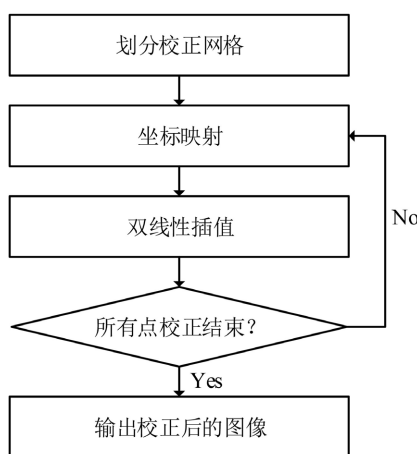 划分校正网格
坐标映射
双线性插值
No
所有点校正结束?
Yes
输出校正后的图像